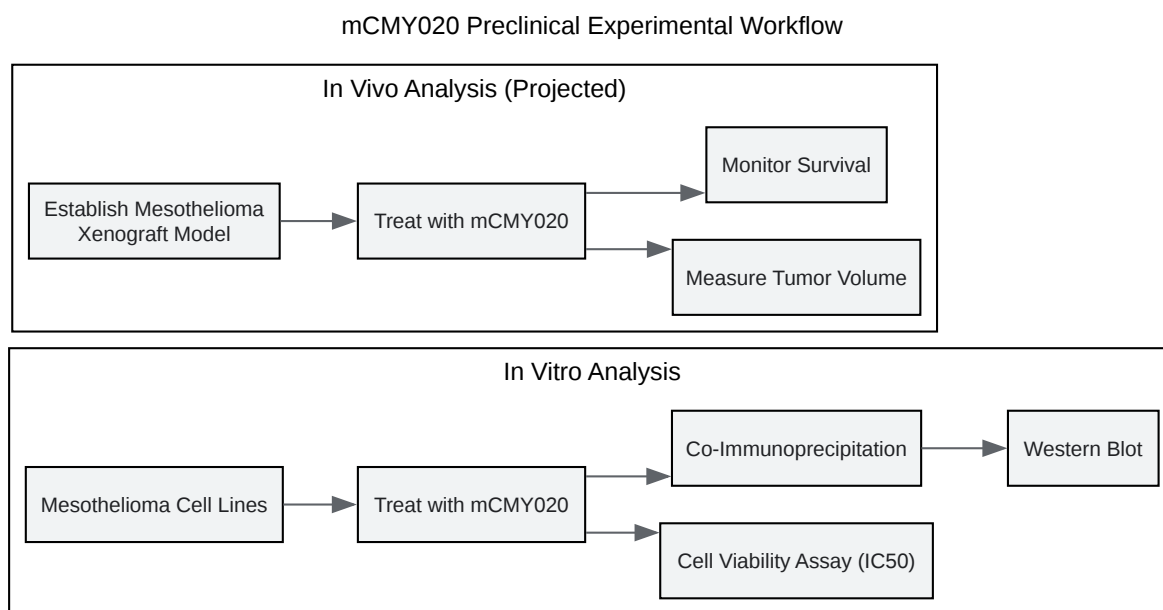 mCMY020 Preclinical Experimental Workflow
In Vivo Analysis (Projected)
Establish Mesothelioma
Xenograft Model
Treat with mCMY020
Monitor Survival
Measure Tumor Volume
In Vitro Analysis
Mesothelioma Cell Lines
Treat with mCMY020
Co-Immunoprecipitation
Western Blot
Cell Viability Assay (IC50)